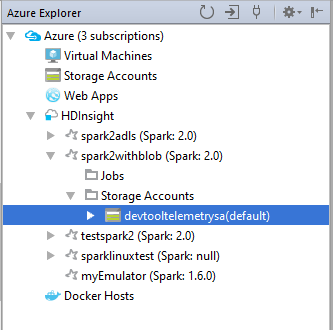 Azure Explorer
Azure (3 subscriptions)
Virtual Machines
Storage Accounts
Web Apps
HDInsight
spark2adls (Spark: 2.0)
spark2withblob (Spark: 2.0)
Jobs
Storage Accounts
devtooltelemetrysa(default)
testspark2 (Spark: 2.0)
sparklinuxtest (Spark: null)
myEmulator (Spark: 1.6.0)
Docker Hosts